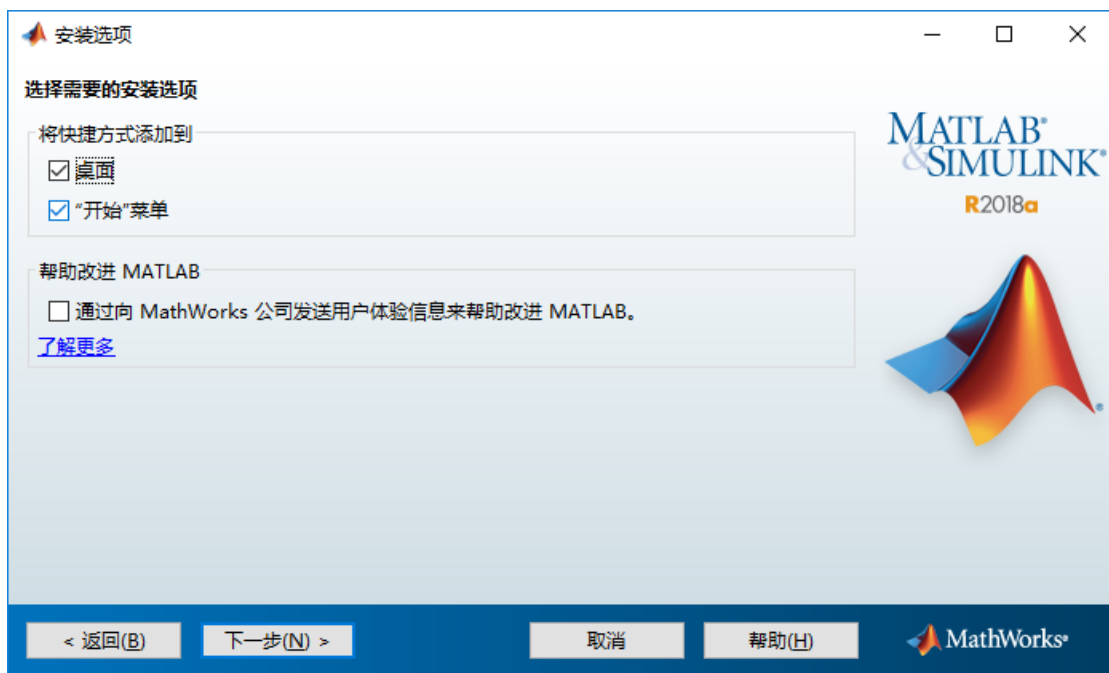 安装选项
选择需要的安装选项
将快捷方式添加到
桌面
“开始”菜单
帮助改进 MATLAB
通过向 MathWorks 公司发送用户体验信息来帮助改进 MATLAB。
了解更多
MATLAB®
&SIMULINK®
R2018a
®
< 返回(B)
下一步(N) >
取消
帮助(H)
MathWorks®